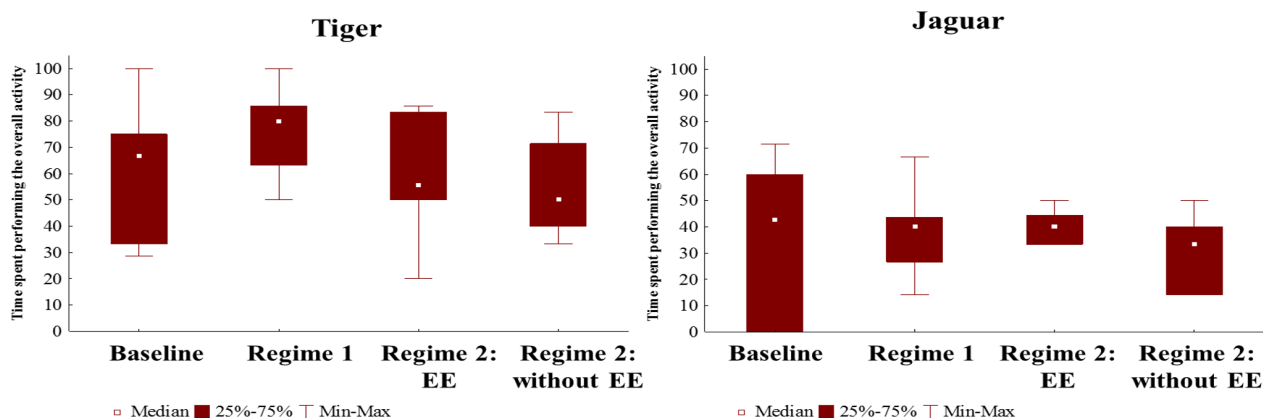 Tiger
Time spent performing the overall activity
100
90
80
70
60
50
40
30
20
10
0
Baseline
Regime 1
Regime 2:
EE
Regime 2:
without EE
Median 25%-75% Min-Max
Jaguar
Time spent performing the overall activity
100
90
80
70
60
50
40
30
20
10
0
Baseline
Regime 1
Regime 2:
EE
Regime 2:
without EE
Median 25%-75% Min-Max